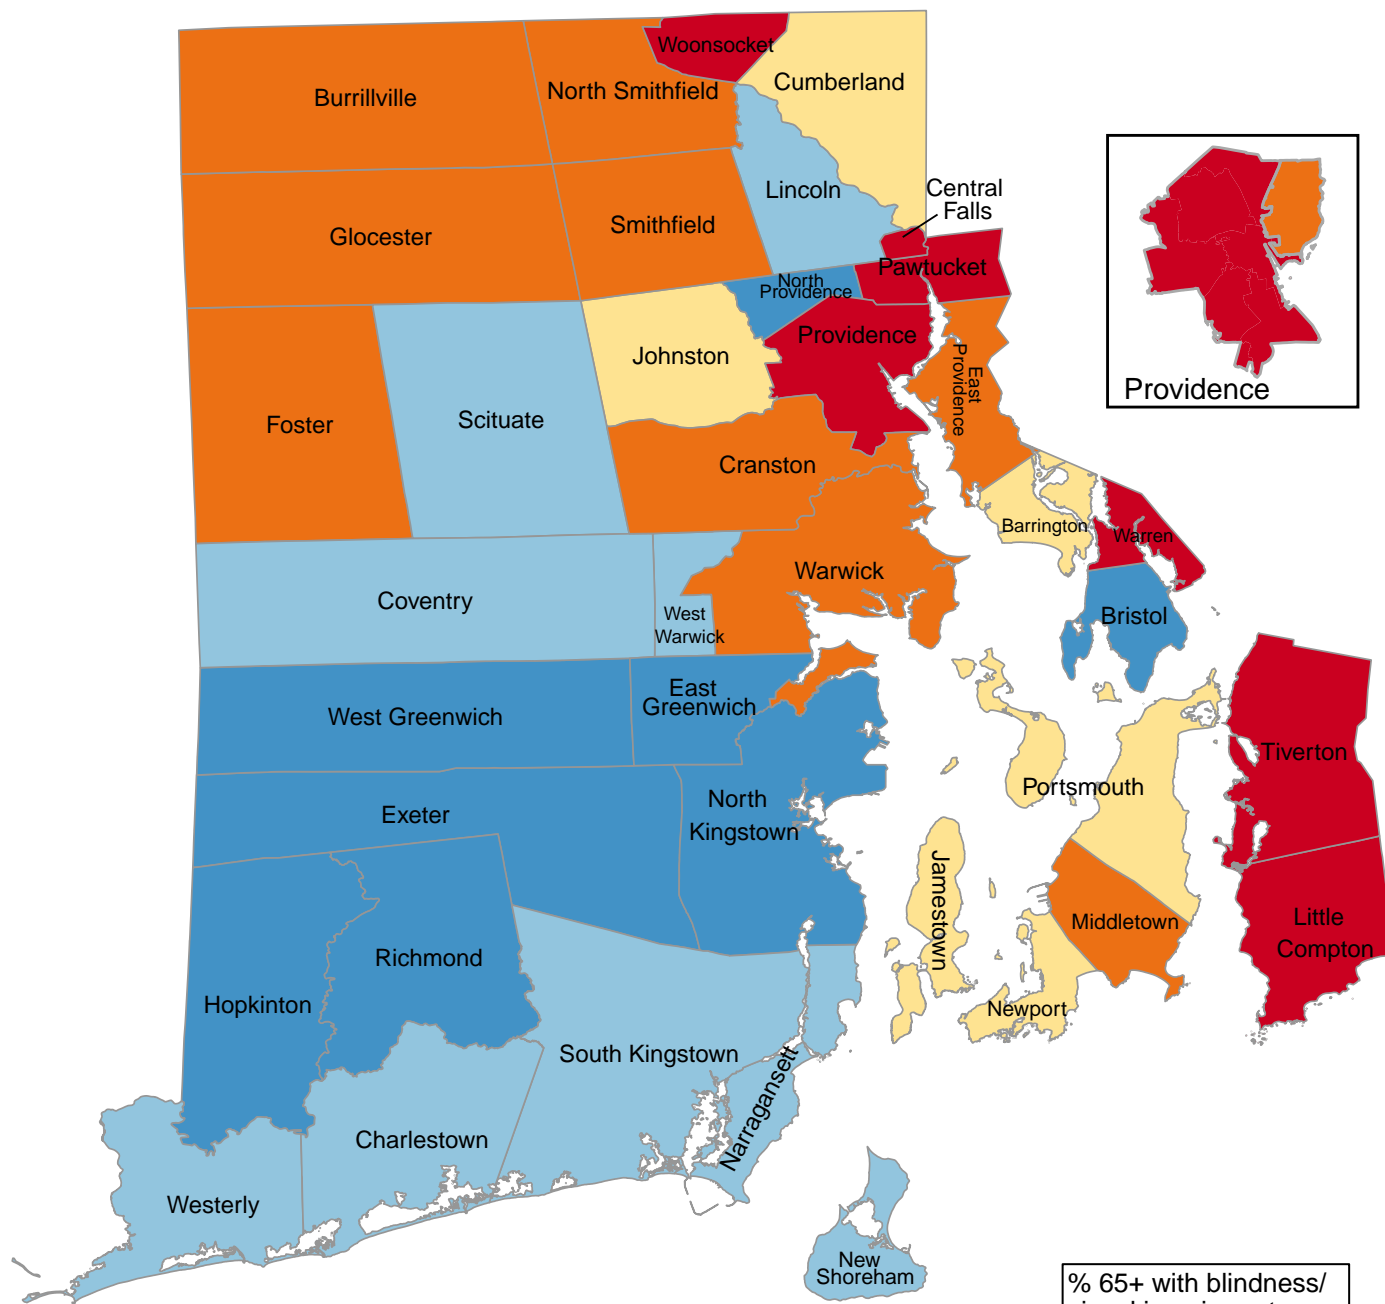 Woonsocket
Cumberland
North Smithfield
Burrillville
Lincoln
Central
Falls
Smithfield
Glocester
Pawtucket
North
Providence
Providence
Johnston
East
Providence
Providence
Scituate
Foster
Cranston
Barrington
Warren
Warwick
Coventry
West
Warwick
Bristol
East
Greenwich
West Greenwich
Tiverton
Portsmouth
North
Kingstown
Exeter
Jamestown
Middletown
Little
Compton
Richmond
Hopkinton
Newport
South Kingstown
Narragansett
Charlestown
Westerly
New
Shoreham
% 65+ with blindness/